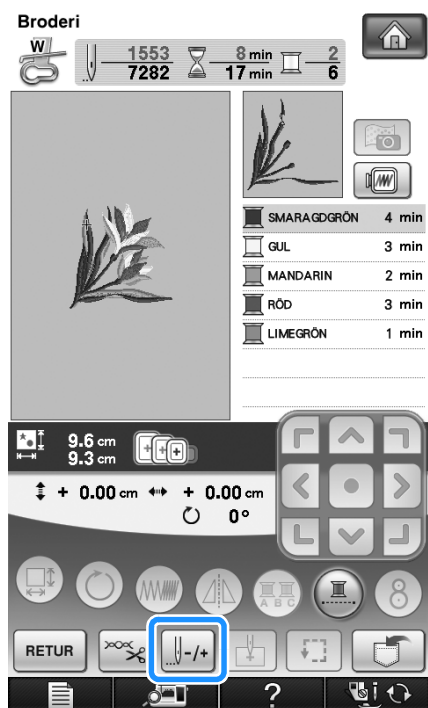 Broderi
W
1553 8 min 2
7282 17 min 6
SMARAGDGRÖN 4 min
GUL 3 min
MANDARIN 2 min
RÖD 3 min
LIMEGRÖN 1 min
9.6 cm
9.3 cm
+ 0.00 cm + 0.00 cm
0°
A B C
RETUR -/+
?